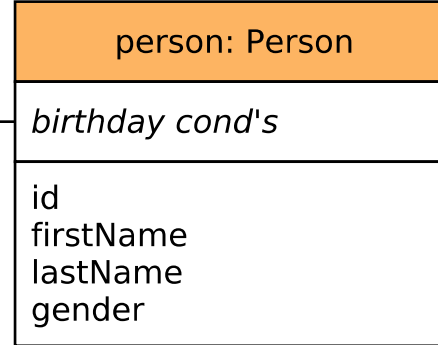 person: Person
birthday cond's
id
firstName
lastName
gender